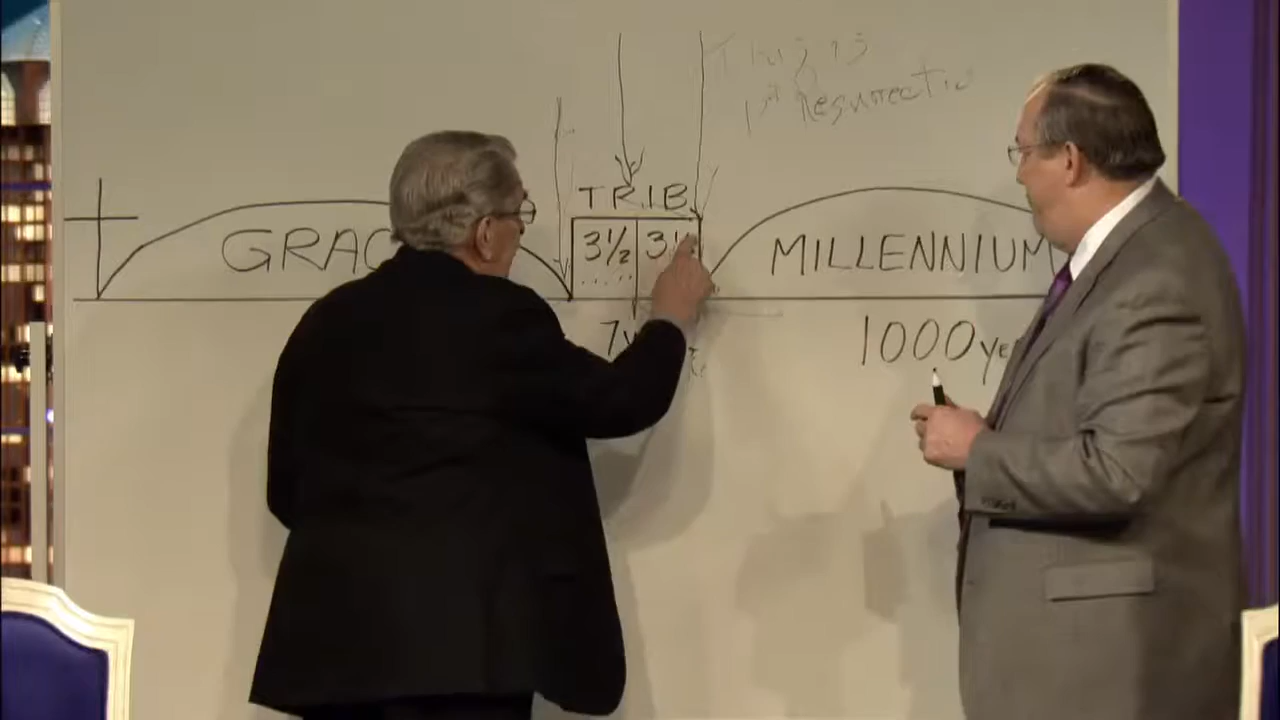 This is
1st Resurrectio
TRIB
GRAC
3½
3½
MILLENNIUM
7y
1000 ye